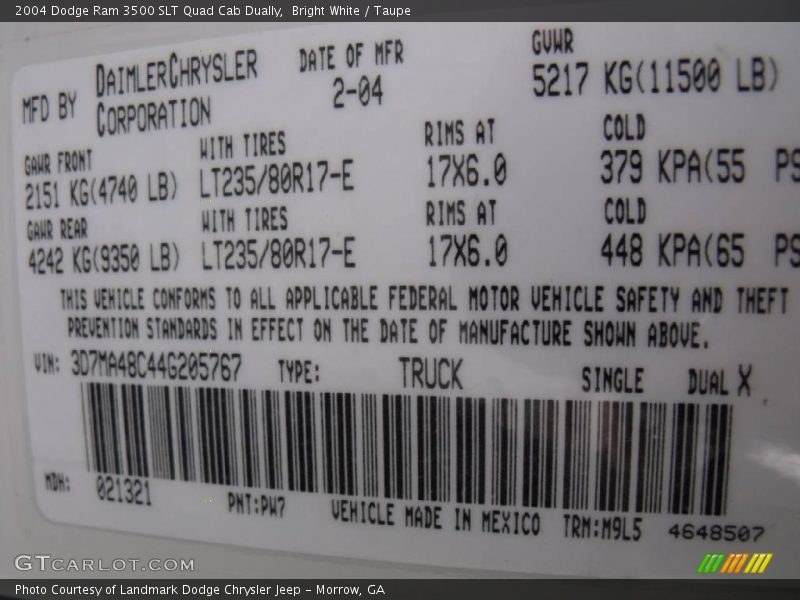 2004 Dodge Ram 3500 SLT Quad Cab Dually,  Bright White / Taupe
MFD BY DAIMLERCHRYSLER CORPORATION
DATE OF MFR 2-04
GVWR 5217 KG(11500 LB)
GAWR FRONT WITH TIRES RIMS AT COLD
2151 KG(4740 LB) LT235/80R17-E 17X6.0 379 KPA(55 PS
GAWR REAR WITH TIRES RIMS AT COLD
4242 KG(9350 LB) LT235/80R17-E 17X6.0 448 KPA(65 PS
THIS VEHICLE CONFORMS TO ALL APPLICABLE FEDERAL MOTOR VEHICLE SAFETY AND THEFT
PREVENTION STANDARDS IN EFFECT ON THE DATE OF MANUFACTURE SHOWN ABOVE.
VIN: 3D7MA48C44G205767 TYPE: TRUCK SINGLE DUAL X
MDH: 021321 PNT:PW7 VEHICLE MADE IN MEXICO TRM:M9L5 4648507
GTCARLOT.COM
Photo Courtesy of Landmark Dodge Chrysler Jeep - Morrow, GA